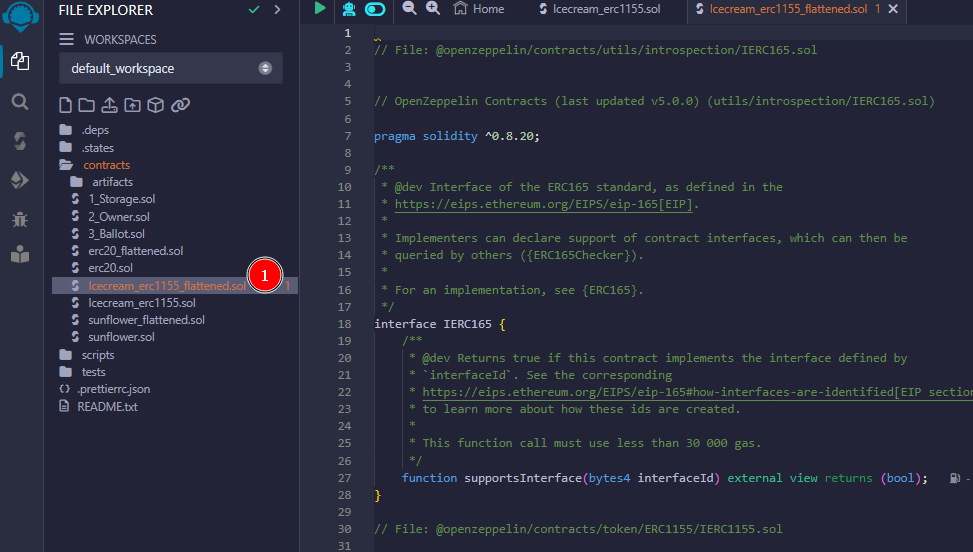 FILE EXPLORER
WORKSPACES
default_workspace
.deps
.states
contracts
artifacts
1_Storage.sol
2_Owner.sol
3_Ballot.sol
erc20_flattened.sol
erc20.sol
Icecream_erc1155_flattened.sol 1
1
Icecream_erc1155.sol
sunflower_flattened.sol
sunflower.sol
scripts
tests
.prettierrc.json
README.txt
Home
Icecream_erc1155.sol
Icecream_erc1155_flattened.sol 1
1
2 // File: @openzeppelin/contracts/utils/introspection/IERC165.sol
3
4
5 // OpenZeppelin Contracts (last updated v5.0.0) (utils/introspection/IERC165.sol)
6
7 pragma solidity ^0.8.20;
8
9 /**
10 * @dev Interface of the ERC165 standard, as defined in the
11 * https://eips.ethereum.org/EIPS/eip-165[EIP].
12 *
13 * Implementers can declare support of contract interfaces, which can then be
14 * queried by others ({ERC165Checker}).
15 *
16 * For an implementation, see {ERC165}.
17 */
18 interface IERC165 {
19 /**
20 * @dev Returns true if this contract implements the interface defined by
21 * `interfaceId`. See the corresponding
22 * https://eips.ethereum.org/EIPS/eip-165#how-interfaces-are-identified[EIP section
23 * to learn more about how these ids are created.
24 *
25 * This function call must use less than 30 000 gas.
26 */
27 function supportsInterface(bytes4 interfaceId) external view returns (bool); -
28 }
29
30 // File: @openzeppelin/contracts/token/ERC1155/IERC1155.sol
31